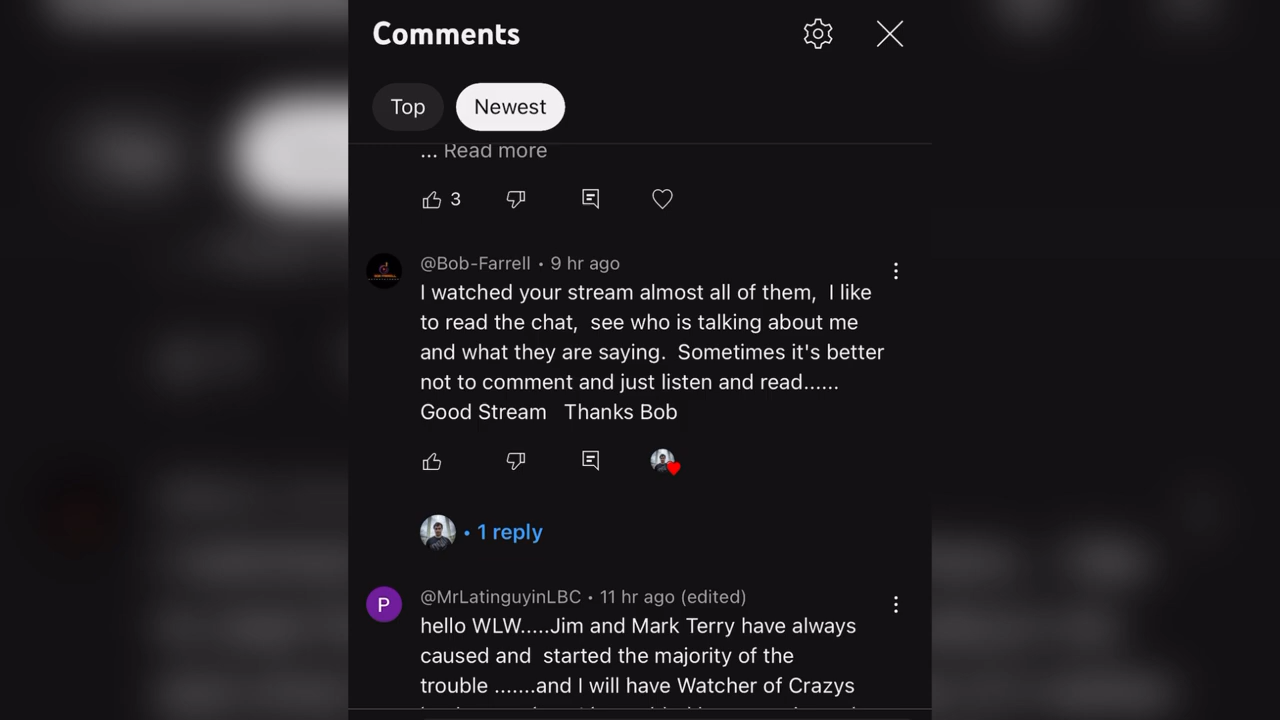 Comments
Top
Newest
... Read more
3
@Bob-Farrell • 9 hr ago
I watched your stream almost all of them,  I like
to read the chat,  see who is talking about me
and what they are saying.  Sometimes it's better
not to comment and just listen and read......
Good Stream   Thanks Bob
• 1 reply
P
@MrLatinguyinLBC • 11 hr ago (edited)
hello WLW.....Jim and Mark Terry have always
caused and  started the majority of the
trouble .......and I will have Watcher of Crazys